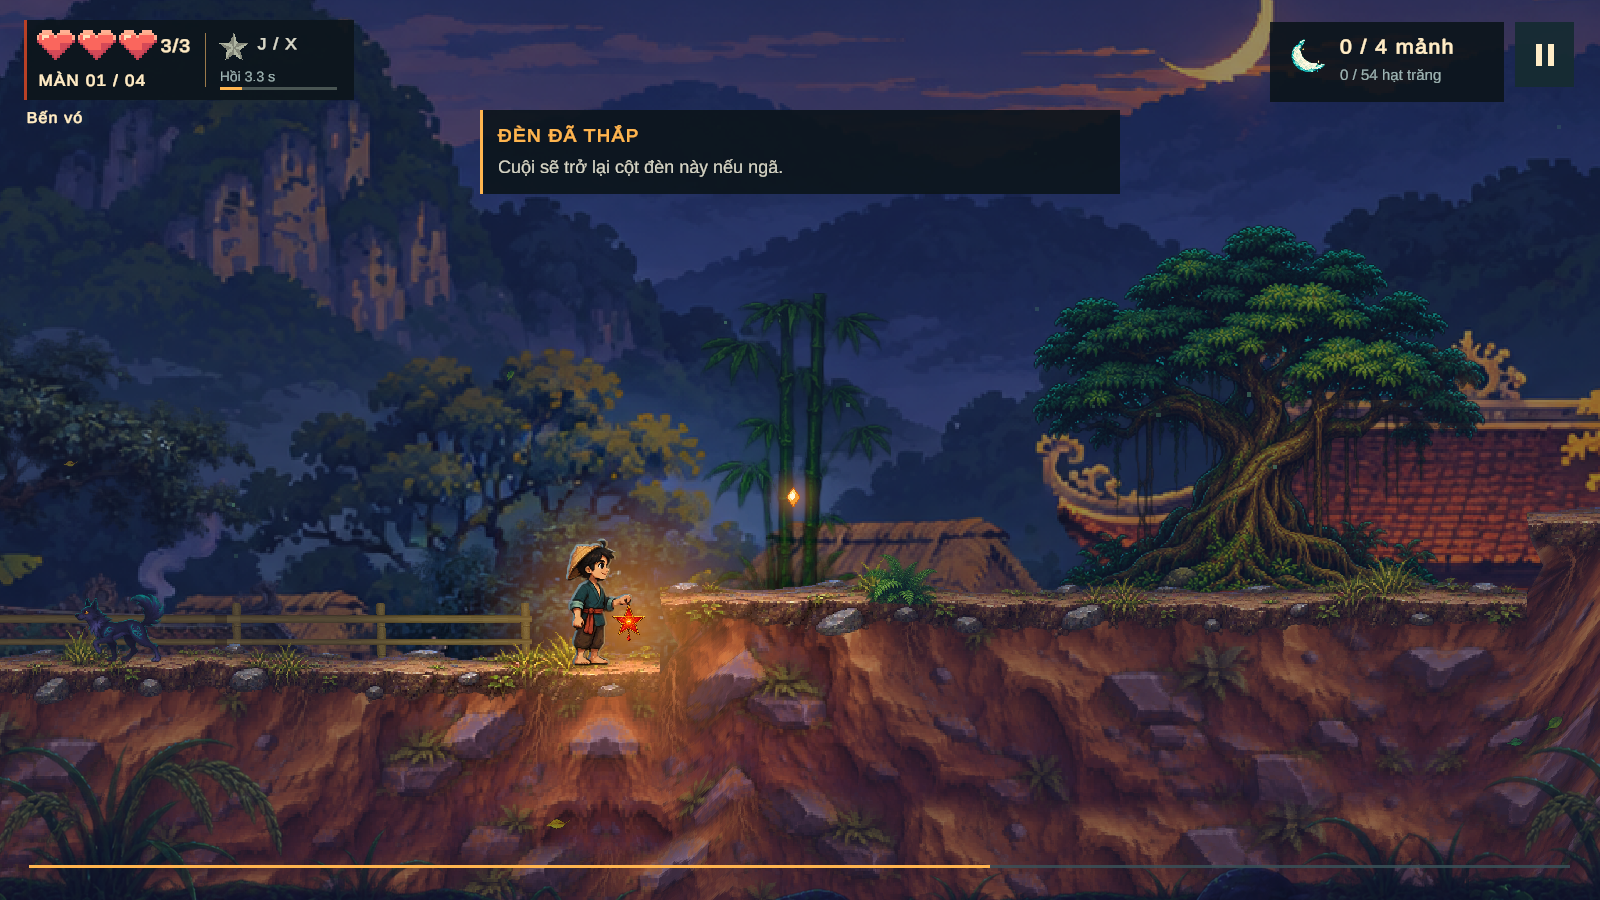 3/3
J / X
Hồi 3.3 s
MÀN 01 / 04
Bến vó
0 / 4 mảnh
0 / 54 hạt trăng
ĐÈN ĐÃ THẮP
Cuội sẽ trở lại cột đèn này nếu ngã.